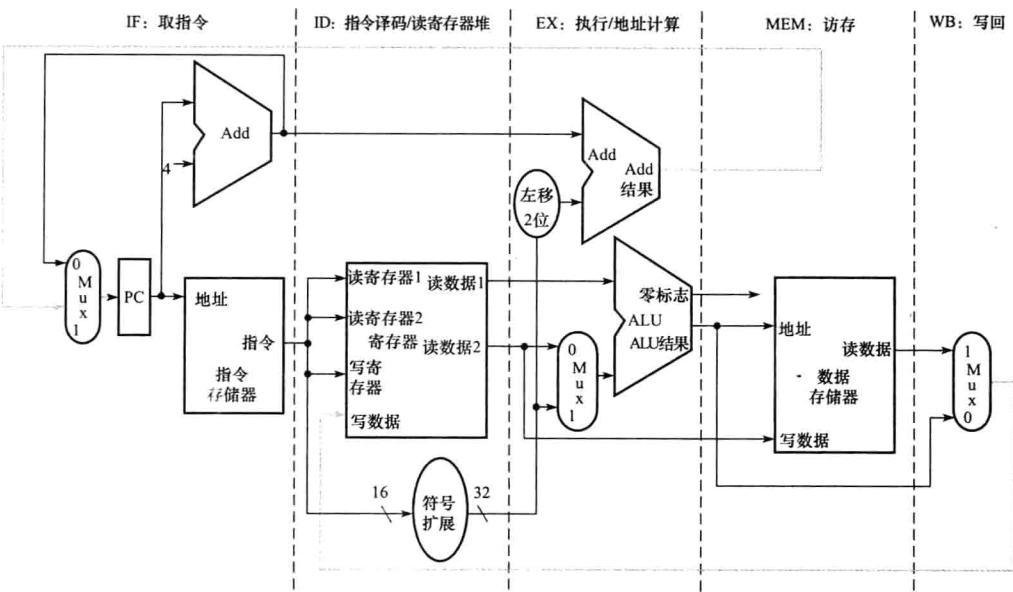 IF：取指令
ID：指令译码/读寄存器堆
EX：执行/地址计算
MEM：访存
WB：写回
Add
4
Add
Add
结果
左移
2位
0
M
u
x
1
PC
地址
指令
指令
存储器
读寄存器1
读数据1
读寄存器2
寄存器
读数据2
写寄
存器
写数据
16
符号
扩展
32
0
M
u
x
1
零标志
ALU
ALU结果
地址
读数据
数据
存储器
写数据
1
M
u
x
0